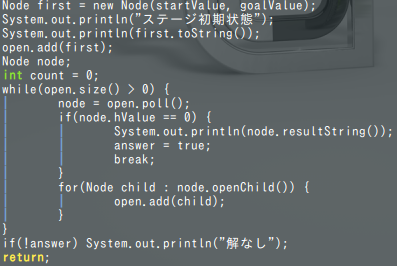 Node first = new Node(startValue, goalValue);
System.out.println("ステージ初期状態");
System.out.println(first.toString());
open.add(first);
Node node;
int count = 0;
while(open.size() > 0) {
node = open.poll();
if(node.hValue == 0) {
System.out.println(node.resultString());
answer = true;
break;
}
for(Node child : node.openChild()) {
open.add(child);
}
}
if(!answer) System.out.println("解なし");
return;